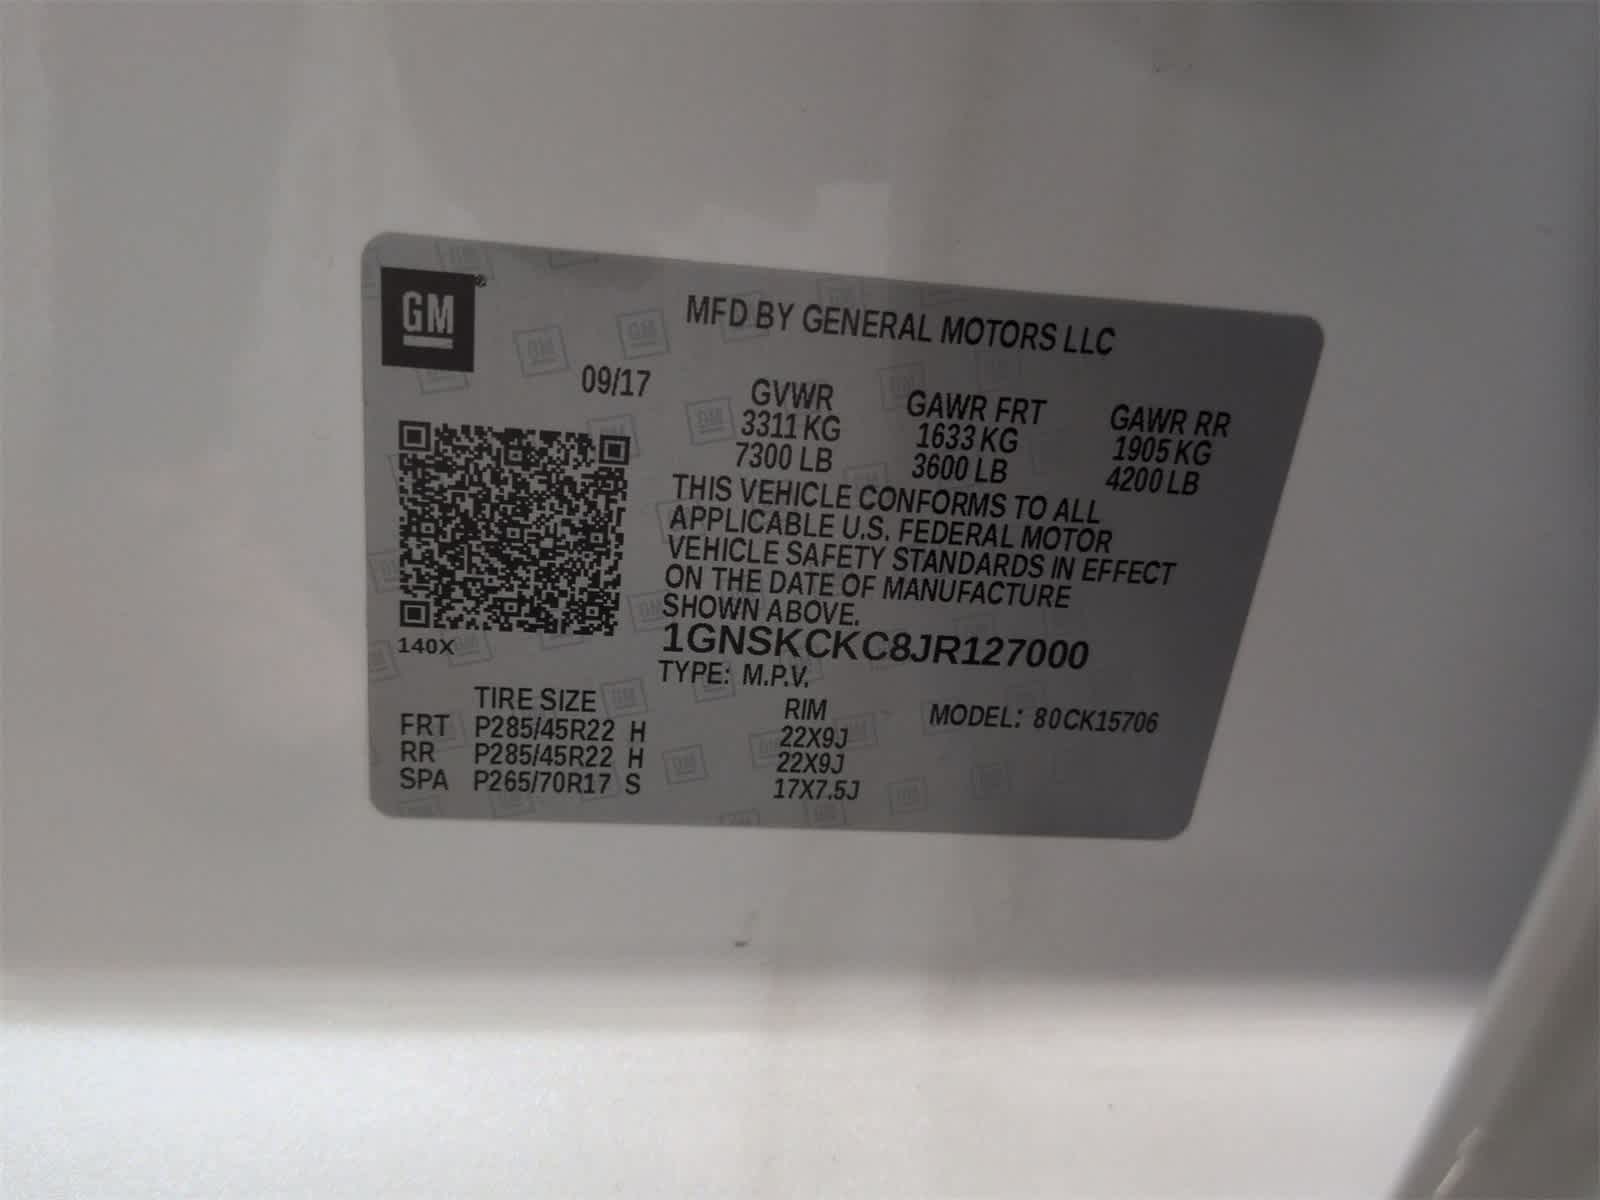 GM
MFD BY GENERAL MOTORS LLC
09/17
GVWR GAWR FRT GAWR RR
3311 KG 1633 KG 1905 KG
7300 LB 3600 LB 4200 LB
THIS VEHICLE CONFORMS TO ALL
APPLICABLE U.S. FEDERAL MOTOR
VEHICLE SAFETY STANDARDS IN EFFECT
ON THE DATE OF MANUFACTURE
SHOWN ABOVE.
1GNSKCKC8JR127000
140X
TYPE: M.P.V.
TIRE SIZE RIM MODEL: 80CK15706
FRT P285/45R22 H 22X9J
RR P285/45R22 H 22X9J
SPA P265/70R17 S 17X7.5J